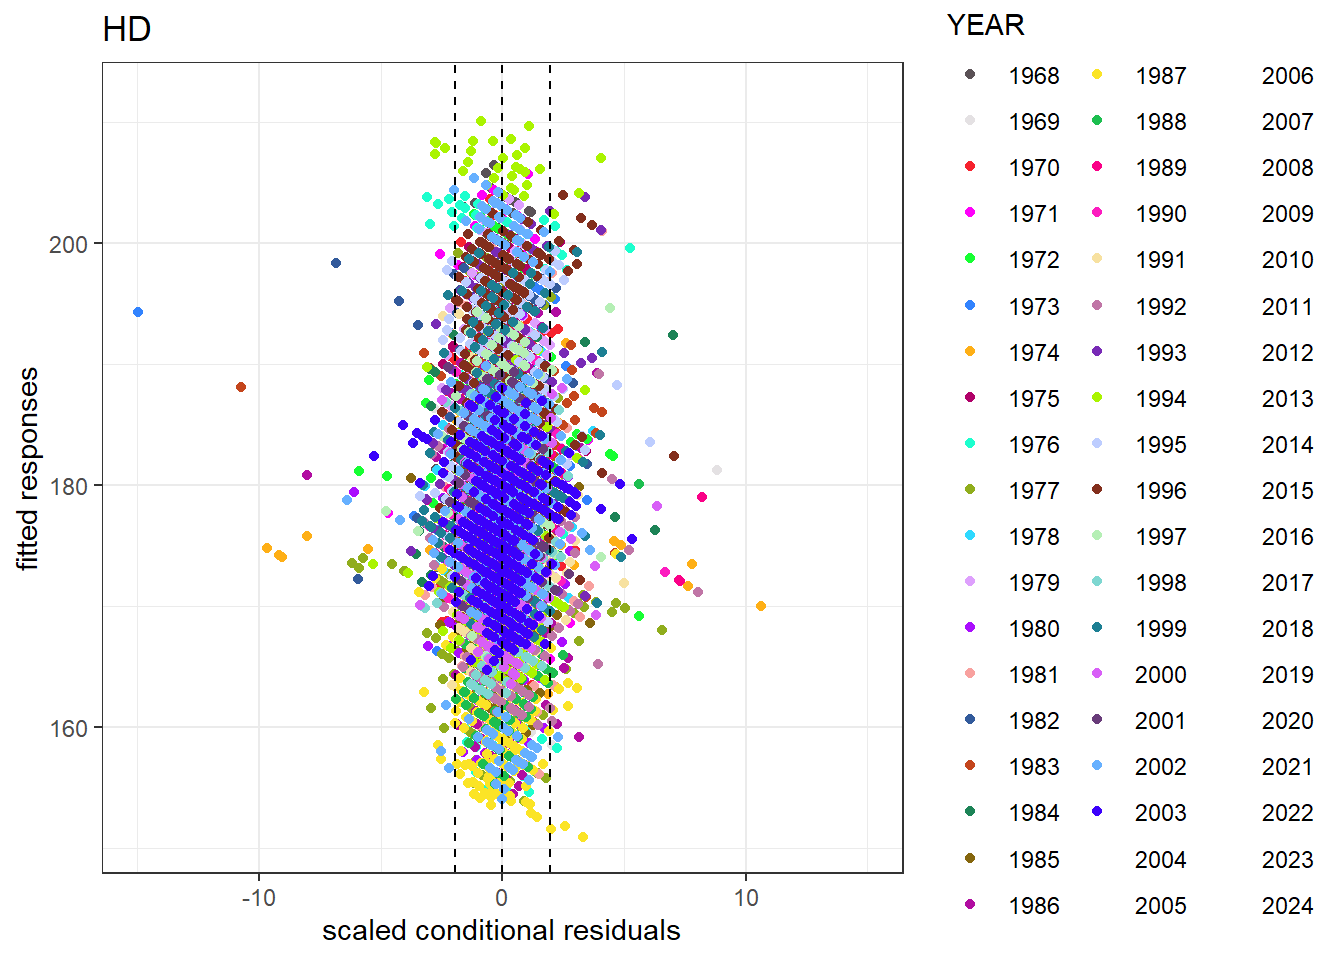 HD
YEAR
1968 1987 2006
1969 1988 2007
1970 1989 2008
1971 1990 2009
1972 1991 2010
1973 1992 2011
1974 1993 2012
1975 1994 2013
1976 1995 2014
1977 1996 2015
1978 1997 2016
1979 1998 2017
1980 1999 2018
1981 2000 2019
1982 2001 2020
1983 2002 2021
1984 2003 2022
1985 2004 2023
1986 2005 2024
fitted responses
200
180
160
-10 0 10
scaled conditional residuals